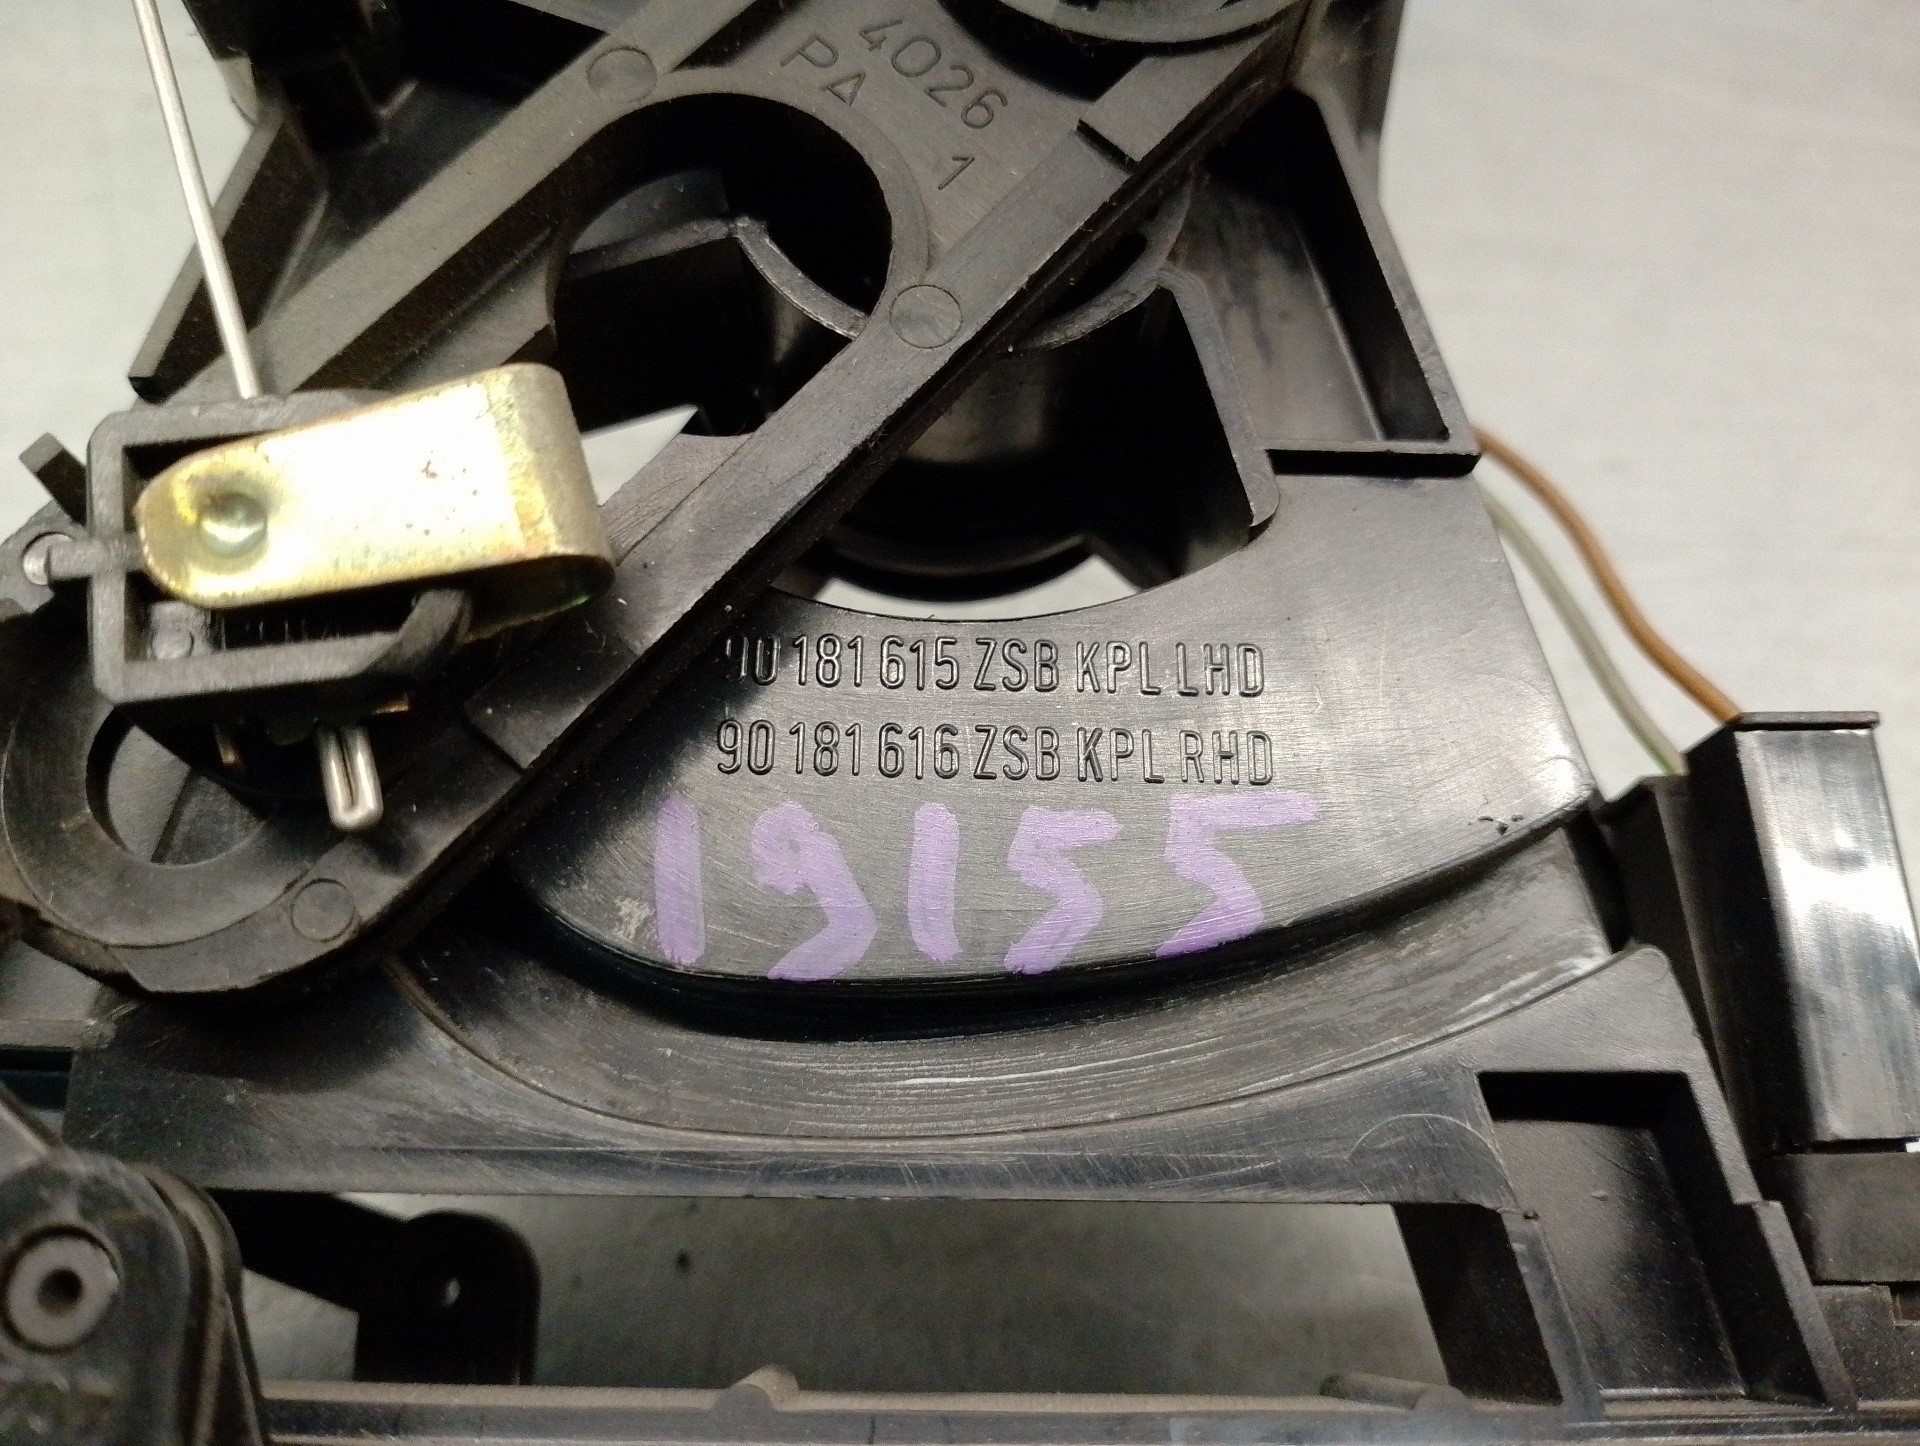 4026
PA 1
90 181 615 ZSB KPL LHD
90 181 616 ZSB KPL RHD
19155